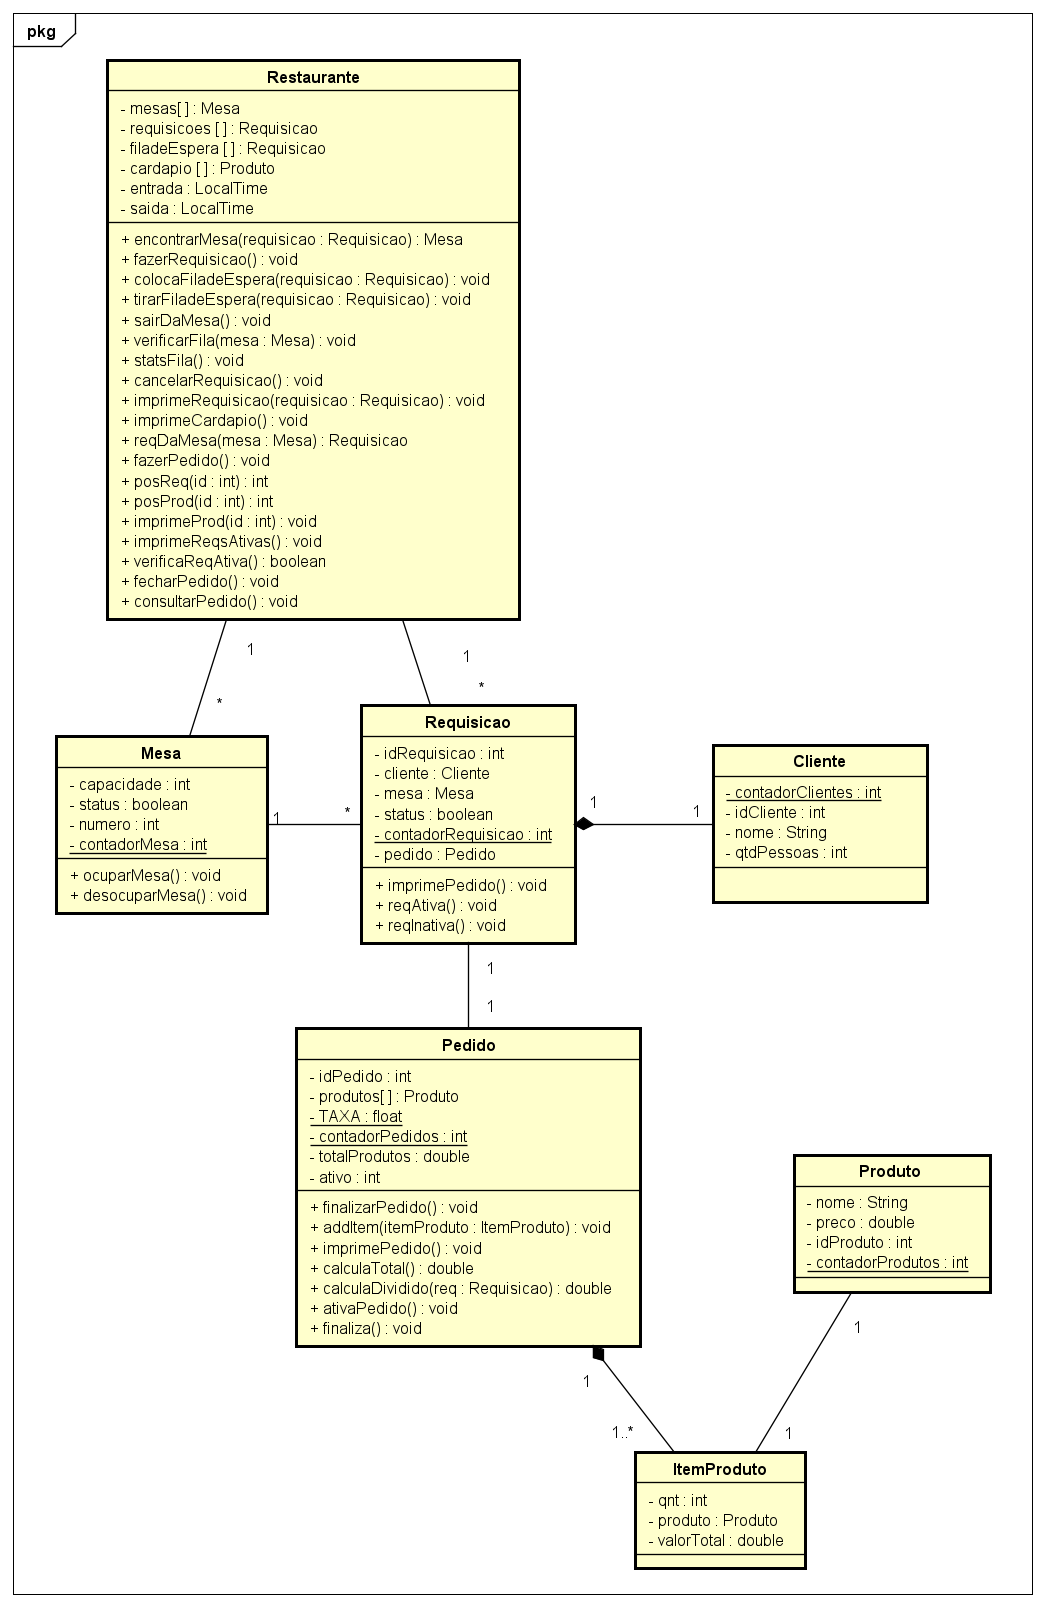 pkg
Restaurante
- mesas[ ] : Mesa
- requisicoes [ ] : Requisicao
- filadeEspera [ ] : Requisicao
- cardapio [ ] : Produto
- entrada : LocalTime
- saida : LocalTime
+ encontrarMesa(requisicao : Requisicao) : Mesa
+ fazerRequisicao() : void
+ colocaFiladeEspera(requisicao : Requisicao) : void
+ tirarFiladeEspera(requisicao : Requisicao) : void
+ sairDaMesa() : void
+ verificarFila(mesa : Mesa) : void
+ statsFila() : void
+ cancelarRequisicao() : void
+ imprimeRequisicao(requisicao : Requisicao) : void
+ imprimeCardapio() : void
+ reqDaMesa(mesa : Mesa) : Requisicao
+ fazerPedido() : void
+ posReq(id : int) : int
+ posProd(id : int) : int
+ imprimeProd(id : int) : void
+ imprimeReqsAtivas() : void
+ verificaReqAtiva() : boolean
+ fecharPedido() : void
+ consultarPedido() : void
1
*
1
*
Mesa
- capacidade : int
- status : boolean
- numero : int
- contadorMesa : int
+ ocuparMesa() : void
+ desocuparMesa() : void
1
*
Requisicao
- idRequisicao : int
- cliente : Cliente
- mesa : Mesa
- status : boolean
- contadorRequisicao : int
- pedido : Pedido
+ imprimePedido() : void
+ reqAtiva() : void
+ reqInativa() : void
1
1
Cliente
- contadorClientes : int
- idCliente : int
- nome : String
- qtdPessoas : int
1
1
Pedido
- idPedido : int
- produtos[ ] : Produto
- TAXA : float
- contadorPedidos : int
- totalProdutos : double
- ativo : int
+ finalizarPedido() : void
+ addItem(itemProduto : ItemProduto) : void
+ imprimePedido() : void
+ calculaTotal() : double
+ calculaDividido(req : Requisicao) : double
+ ativaPedido() : void
+ finaliza() : void
Produto
- nome : String
- preco : double
- idProduto : int
- contadorProdutos : int
1
1
1..*
1
ItemProduto
- qnt : int
- produto : Produto
- valorTotal : double